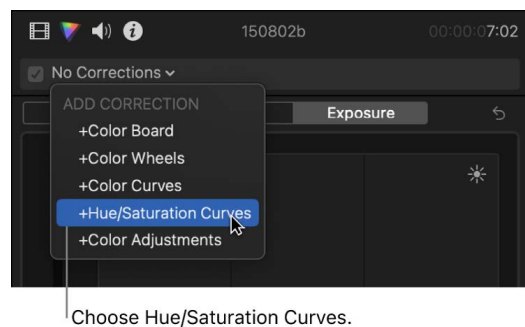 150802b
00:00:07:02
No Corrections
ADD CORRECTION
+Color Board
Exposure
+Color Wheels
+Color Curves
+Hue/Saturation Curves
+Color Adjustments
Choose Hue/Saturation Curves.